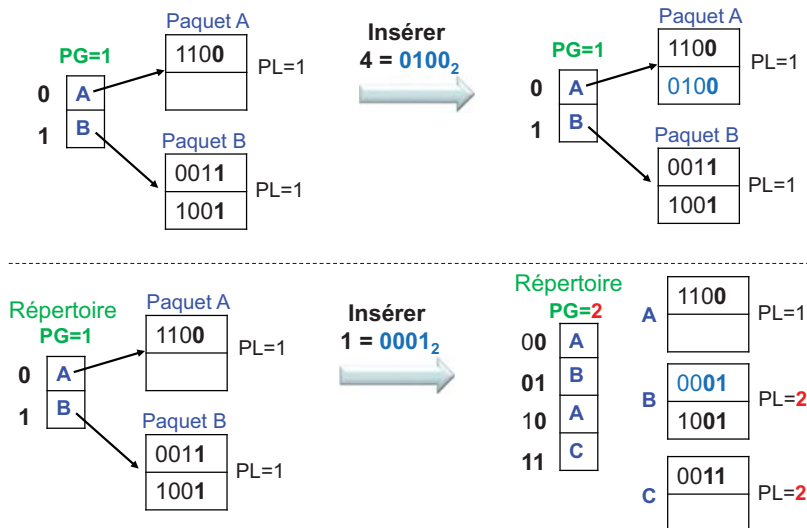 Paquet A
PG=1
1100
PL=1
0 A
1 B
Paquet B
0011
1001
PL=1
Insérer
4 = 0100₂
PG=1
Paquet A
1100
0100
PL=1
0 A
1 B
Paquet B
0011
1001
PL=1
Répertoire
PG=1
Paquet A
1100
PL=1
0 A
1 B
Paquet B
0011
1001
PL=1
Insérer
1 = 0001₂
Répertoire
PG=2
00 A
01 B
10 A
11 C
A
1100
PL=1
B
0001
1001
PL=2
C
0011
PL=2